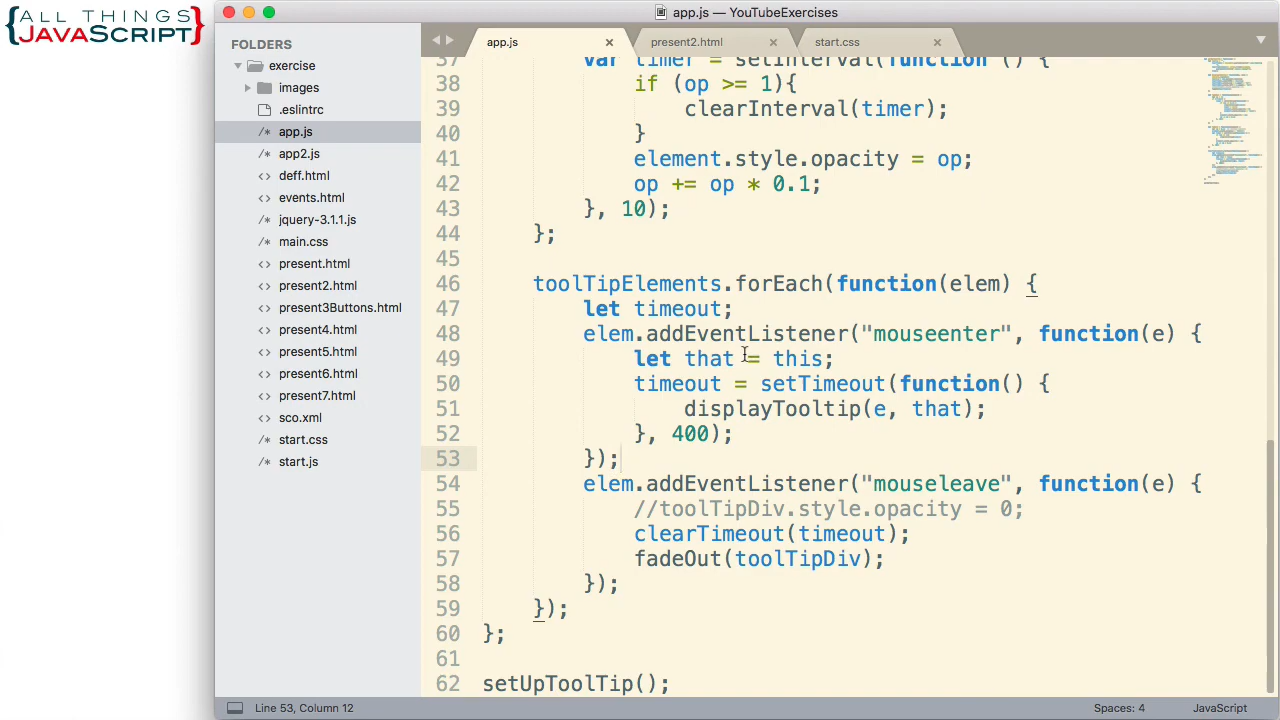 ALL THINGS
JAVASCRIPT
app.js — YouTubeExercises
FOLDERS
exercise
images
.eslintrc
/* app.js
/* app2.js
<> deff.html
<> events.html
/* jquery-3.1.1.js
/* main.css
<> present.html
<> present2.html
<> present3Buttons.html
<> present4.html
<> present5.html
<> present6.html
<> present7.html
<> sco.xml
/* start.css
/* start.js
app.js × present2.html × start.css ×
37 var timer = setInterval(function () {
38 if (op >= 1){
39 clearInterval(timer);
40 }
41 element.style.opacity = op;
42 op += op * 0.1;
43 }, 10);
44 };
45
46 toolTipElements.forEach(function(elem) {
47 let timeout;
48 elem.addEventListener("mouseenter", function(e) {
49 let that = this;
50 timeout = setTimeout(function() {
51 displayTooltip(e, that);
52 }, 400);
53 });
54 elem.addEventListener("mouseleave", function(e) {
55 //toolTipDiv.style.opacity = 0;
56 clearTimeout(timeout);
57 fadeOut(toolTipDiv);
58 });
59 });
60 };
61
62 setUpToolTip();
Line 53, Column 12 Spaces: 4 JavaScript